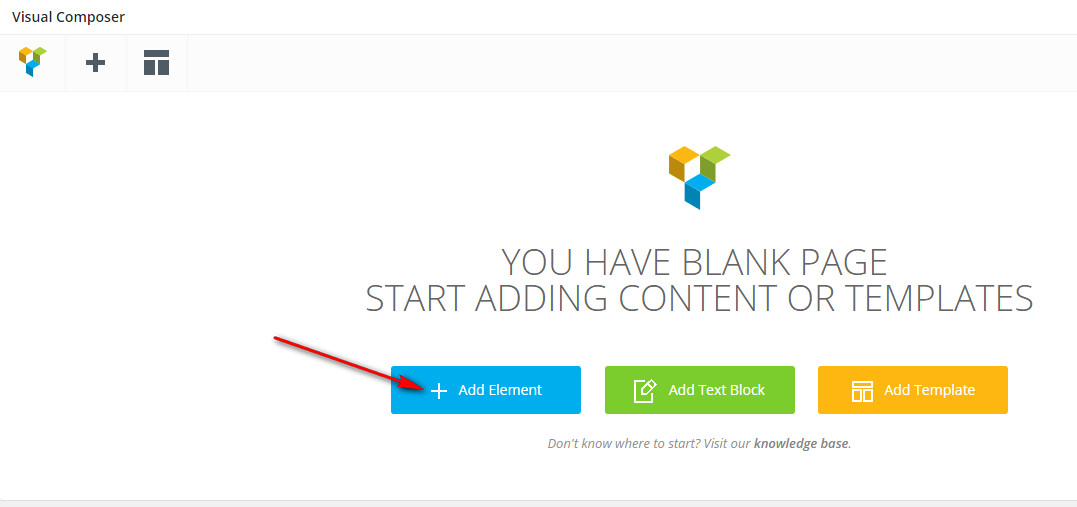 Visual Composer
YOU HAVE BLANK PAGE
START ADDING CONTENT OR TEMPLATES
Add Element
Add Text Block
Add Template
Don't know where to start? Visit our knowledge base.